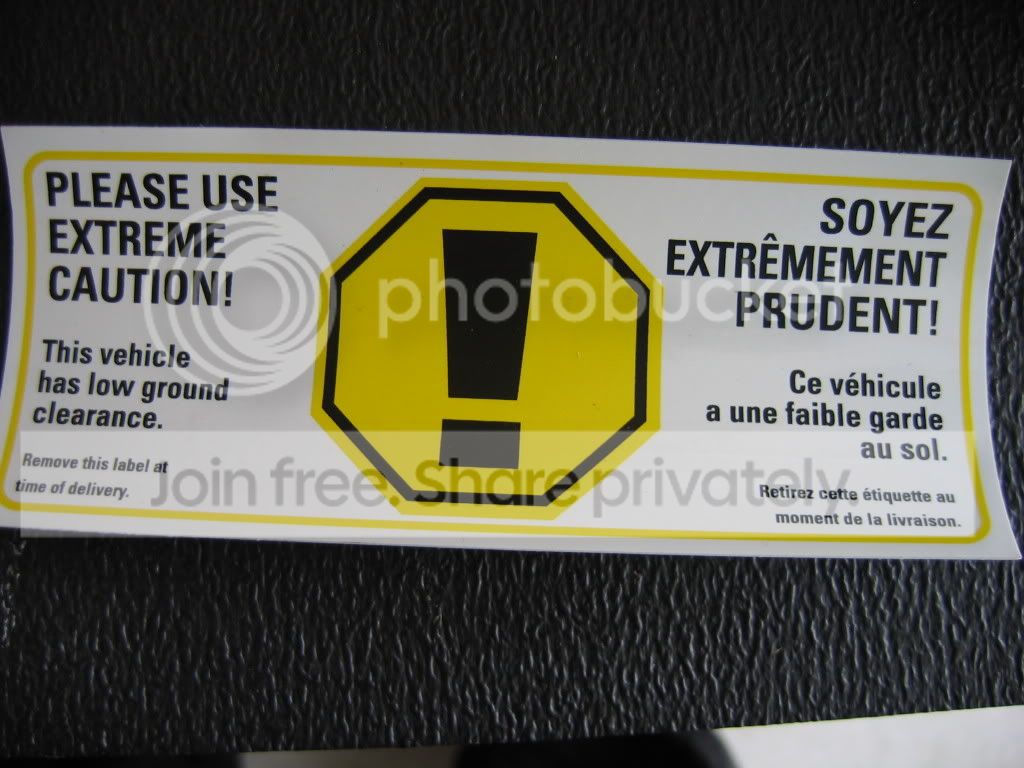 PLEASE USE
EXTREME
CAUTION!
This vehicle
has low ground
clearance.
Remove this label at
time of delivery.
!
SOYEZ
EXTRÊMEMENT
PRUDENT!
Ce véhicule
a une faible garde
au sol.
Retirez cette étiquette au
moment de la livraison.
photobucket
Join free. Share privately.